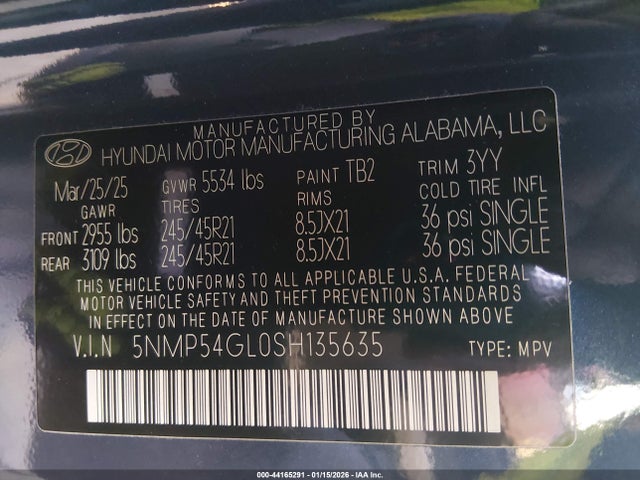 MANUFACTURED BY
HYUNDAI MOTOR MANUFACTURING ALABAMA, LLC
Mar/25/25 GVWR 5534 lbs PAINT TB2 TRIM 3YY
GAWR TIRES RIMS COLD TIRE INFL
FRONT 2955 lbs 245/45R21 8.5JX21 36 psi SINGLE
REAR 3109 lbs 245/45R21 8.5JX21 36 psi SINGLE
THIS VEHICLE CONFORMS TO ALL APPLICABLE U.S.A. FEDERAL
MOTOR VEHICLE SAFETY AND THEFT PREVENTION STANDARDS
IN EFFECT ON THE DATE OF MANUFACTURE SHOWN ABOVE
V.I.N 5NMP54GL0SH135635 TYPE: MPV
000-44165291 - 01/15/2026 - © IAA Inc.